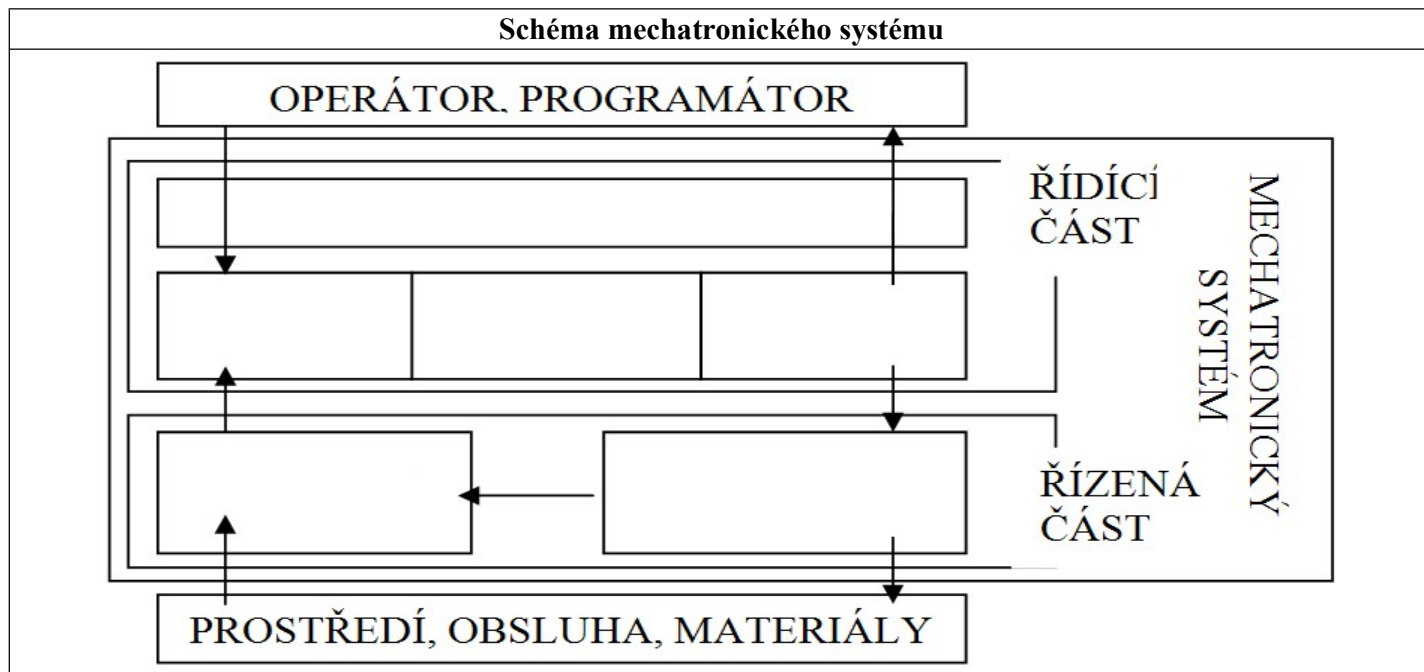 Schéma mechatronického systému
OPERÁTOR, PROGRAMÁTOR
ŘÍDÍCÍ
ČÁST
MECHATRONICKÝ
SYSTÉM
ŘÍZENÁ
ČÁST
PROSTŘEDÍ, OBSLUHA, MATERIÁLY